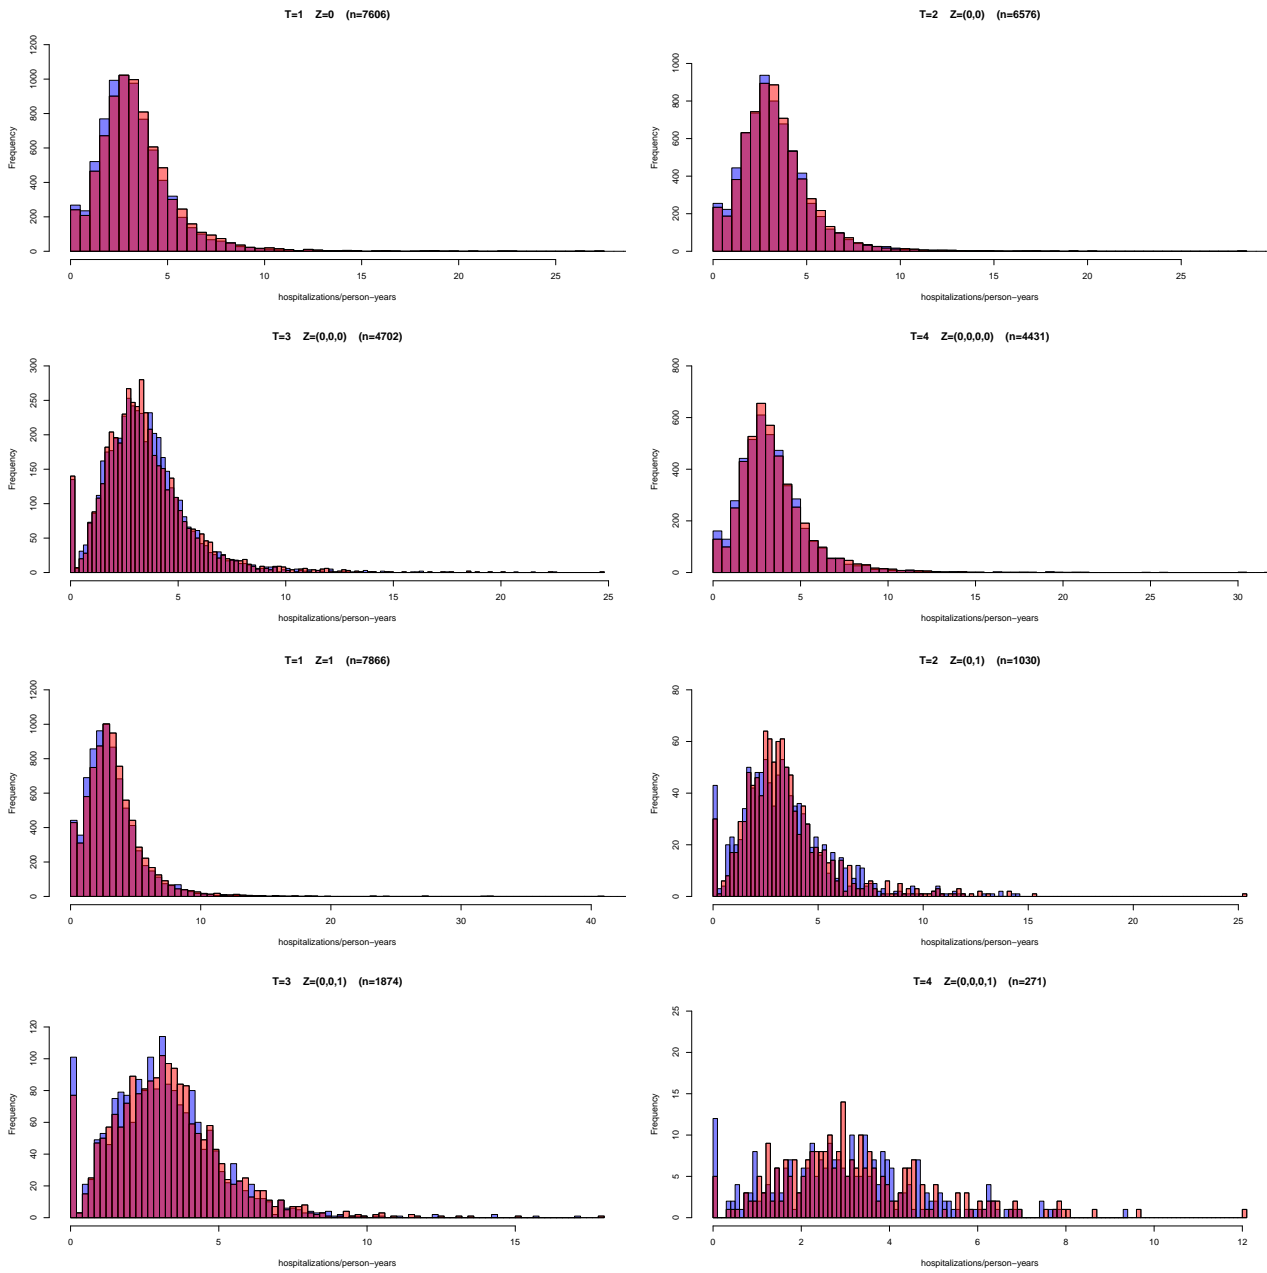 T=1 Z=0 (n=7606)
Frequency
0 200 400 600 800 1000 1200
0 5 10 15 20 25
hospitalizations/person−years
T=2 Z=(0,0) (n=6576)
Frequency
0 200 400 600 800 1000
0 5 10 15 20 25
hospitalizations/person−years
T=3 Z=(0,0,0) (n=4702)
Frequency
0 50 100 150 200 250 300
0 5 10 15 20 25
hospitalizations/person−years
T=4 Z=(0,0,0,0) (n=4431)
Frequency
0 200 400 600 800
0 5 10 15 20 25 30
hospitalizations/person−years
T=1 Z=1 (n=7866)
Frequency
0 200 400 600 800 1000 1200
0 10 20 30 40
hospitalizations/person−years
T=2 Z=(0,1) (n=1030)
Frequency
0 20 40 60 80
0 5 10 15 20 25
hospitalizations/person−years
T=3 Z=(0,0,1) (n=1874)
Frequency
0 20 40 60 80 100 120
0 5 10 15
hospitalizations/person−years
T=4 Z=(0,0,0,1) (n=271)
Frequency
0 5 10 15 20 25
0 2 4 6 8 10 12
hospitalizations/person−years